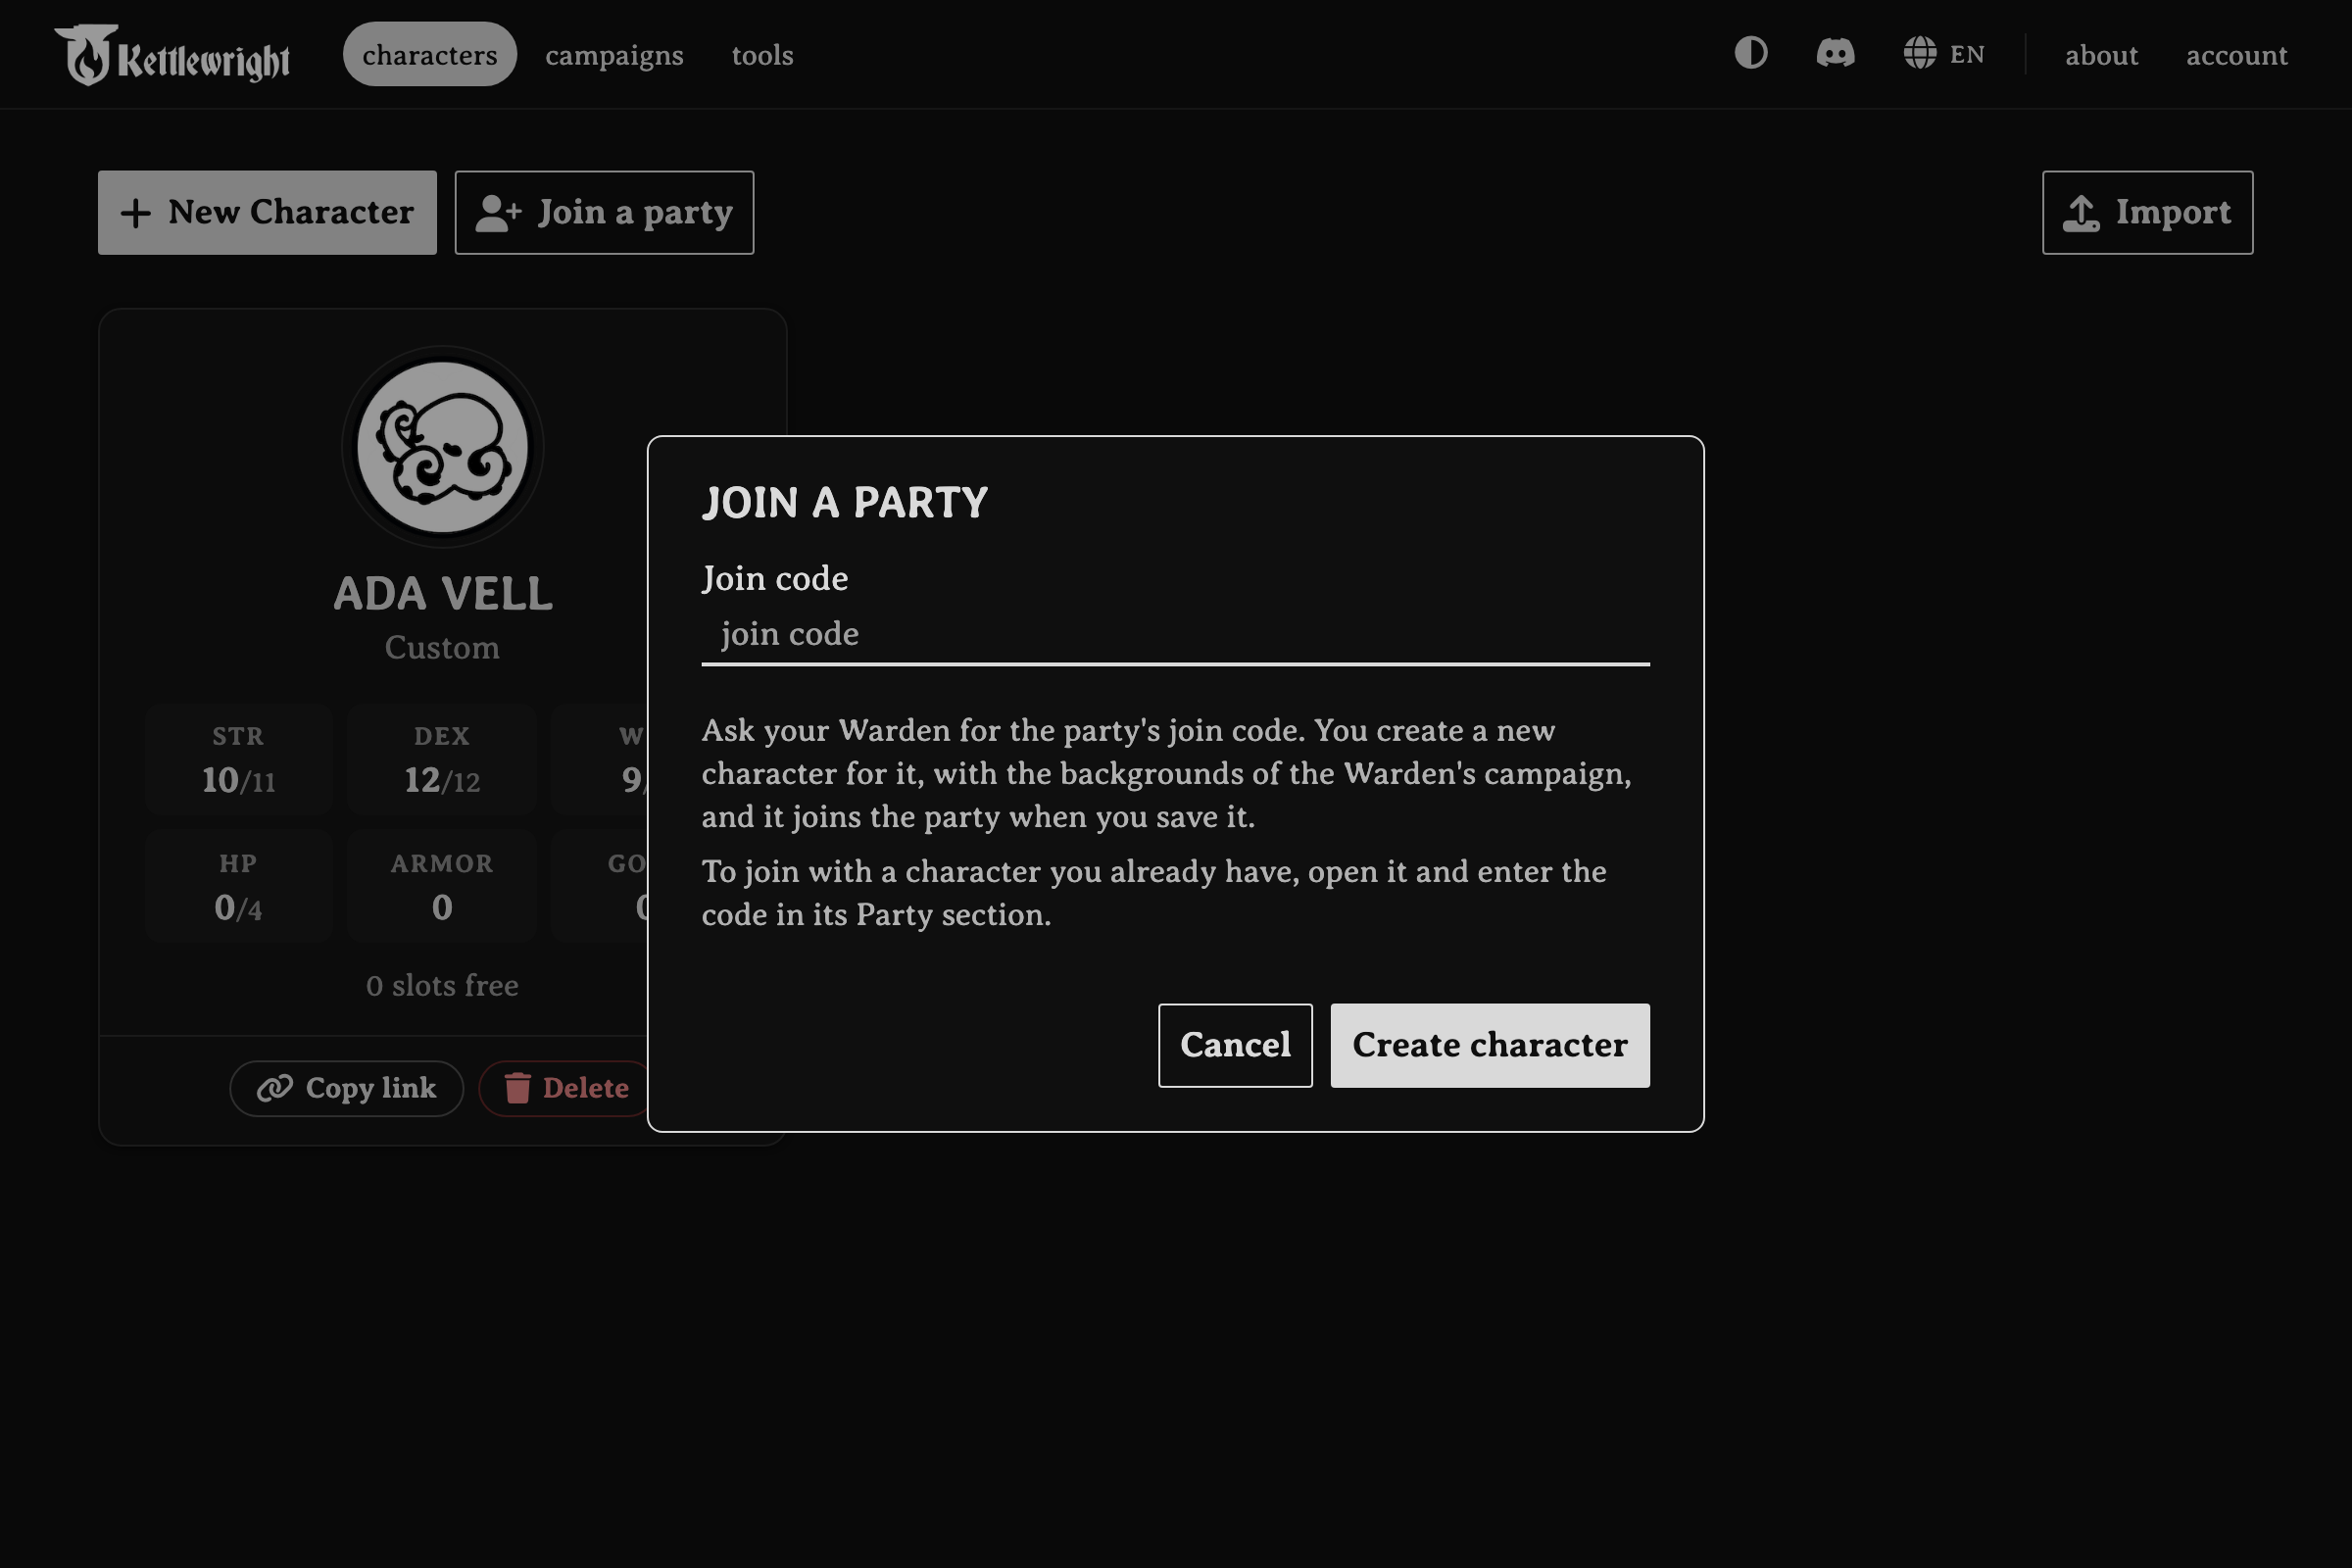 Kettlewright
characters
campaigns
tools
EN
about
account
New Character
Join a party
Import
ADA VELL
Custom
STR
DEX
10/11
12/12
9/
HP
ARMOR
0/4
0
0 slots free
Copy link
Delete
JOIN A PARTY
Join code
join code
Ask your Warden for the party's join code. You create a new
character for it, with the backgrounds of the Warden's campaign,
and it joins the party when you save it.
To join with a character you already have, open it and enter the
code in its Party section.
Cancel
Create character